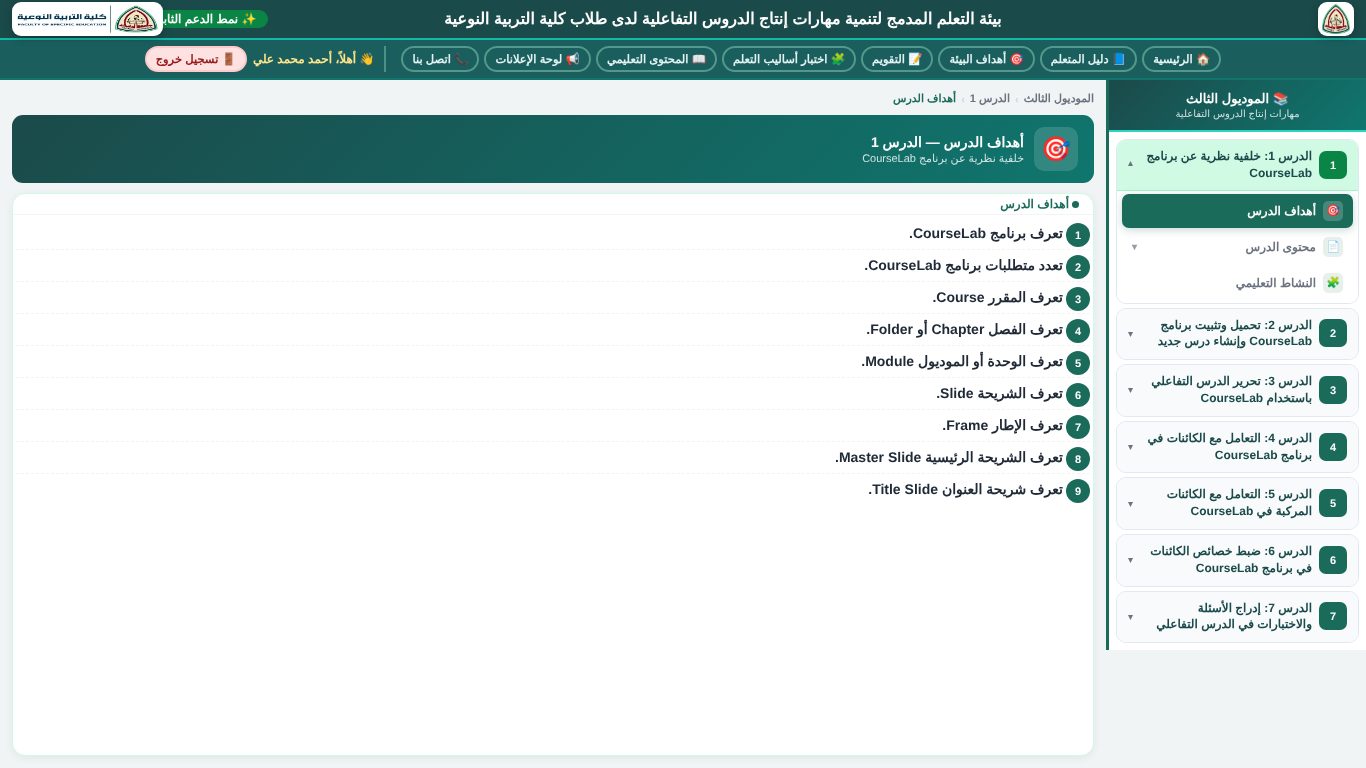 بيئة التعلم المدمج لتنمية مهارات إنتاج الدروس التفاعلية لدى طلاب كلية التربية النوعية
✨ نمط الدعم الثاب
كلية التربية النوعية
FACULTY OF SPECIFIC EDUCATION
🏠 الرئيسية
📘 دليل المتعلم
🎯 أهداف البيئة
📝 التقويم
🧩 اختبار أساليب التعلم
📖 المحتوى التعليمي
📢 لوحة الإعلانات
📞 اتصل بنا
👋 أهلاً، أحمد محمد علي
🚪 تسجيل خروج
📚 الموديول الثالث
مهارات إنتاج الدروس التفاعلية
1
الدرس 1: خلفية نظرية عن برنامج
CourseLab
🎯 أهداف الدرس
📄 محتوى الدرس
🧩 النشاط التعليمي
2
الدرس 2: تحميل وتثبيت برنامج
CourseLab وإنشاء درس جديد
3
الدرس 3: تحرير الدرس التفاعلي
باستخدام CourseLab
4
الدرس 4: التعامل مع الكائنات في
برنامج CourseLab
5
الدرس 5: التعامل مع الكائنات
المركبة في CourseLab
6
الدرس 6: ضبط خصائص الكائنات
في برنامج CourseLab
7
الدرس 7: إدراج الأسئلة
والاختبارات في الدرس التفاعلي
الموديول الثالث › الدرس 1 › أهداف الدرس
🎯 أهداف الدرس — الدرس 1
خلفية نظرية عن برنامج CourseLab
● أهداف الدرس
1 تعرف برنامج CourseLab.
2 تعدد متطلبات برنامج CourseLab.
3 تعرف المقرر Course.
4 تعرف الفصل Chapter أو Folder.
5 تعرف الوحدة أو الموديول Module.
6 تعرف الشريحة Slide.
7 تعرف الإطار Frame.
8 تعرف الشريحة الرئيسية Master Slide.
9 تعرف شريحة العنوان Title Slide.